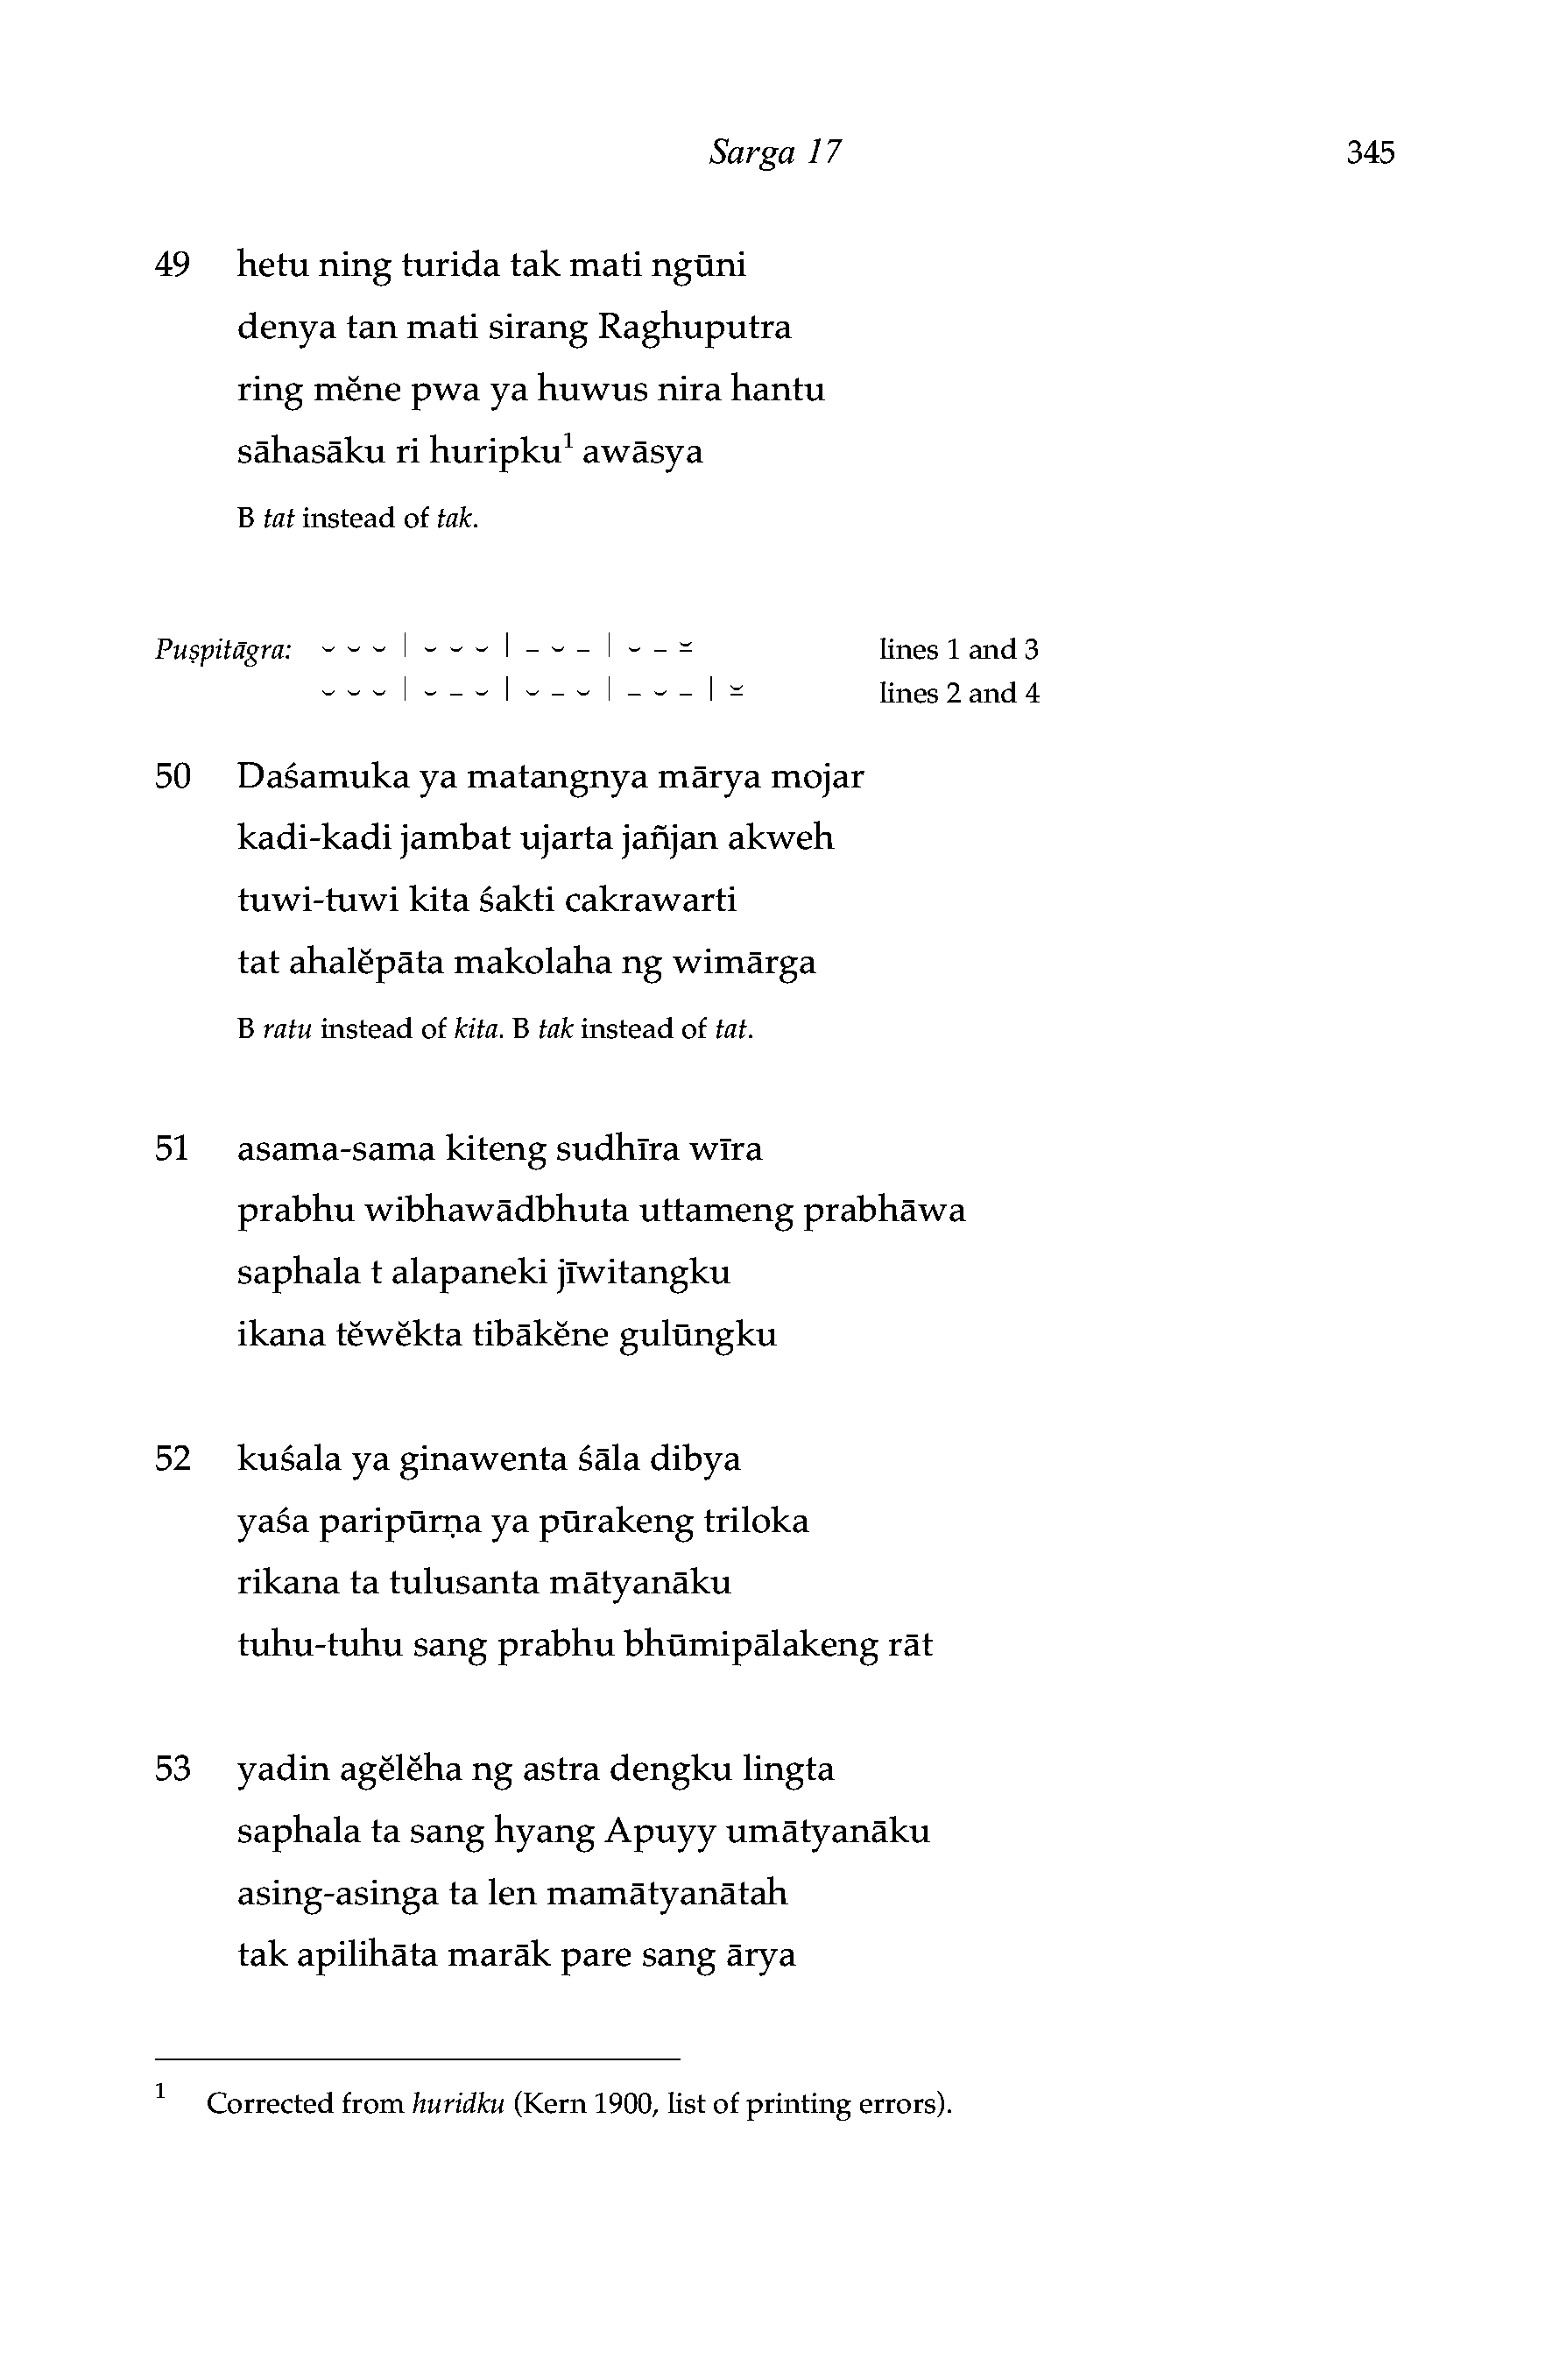 Sarga 17 345
49 hetu ning turida tak mati ngūni
denya tan mati sirang Raghuputra
ring mĕne pwa ya huwus nira hantu
sāhasāku ri huripku¹ awāsya
B tat instead of tak.
Puṣpitāgra: ⏑ ⏑ ⏑ | ⏑ ⏑ ⏑ | – ⏑ – | ⏑ – ⏓ lines 1 and 3
⏑ ⏑ ⏑ | ⏑ – ⏑ | ⏑ – ⏑ | – ⏑ – | ⏓ lines 2 and 4
50 Daśamuka ya matangnya mārya mojar
kadi-kadi jambat ujarta jañjan akweh
tuwi-tuwi kita śakti cakrawarti
tat ahalĕpāta makolaha ng wimārga
B ratu instead of kita. B tak instead of tat.
51 asama-sama kiteng sudhīra wīra
prabhu wibhawādbhuta uttameng prabhāwa
saphala t alapaneki jīwitangku
ikana tĕwĕkta tibākĕne gulūngku
52 kuśala ya ginawenta śāla dibya
yaśa paripūrṇa ya pūrakeng triloka
rikana ta tulusanta mātyanāku
tuhu-tuhu sang prabhu bhūmipālakeng rāt
53 yadin agĕlĕha ng astra dengku lingta
saphala ta sang hyang Apuyy umātyanāku
asing-asinga ta len mamātyanātah
tak apilihāta marāk pare sang ārya
¹ Corrected from huridku (Kern 1900, list of printing errors).